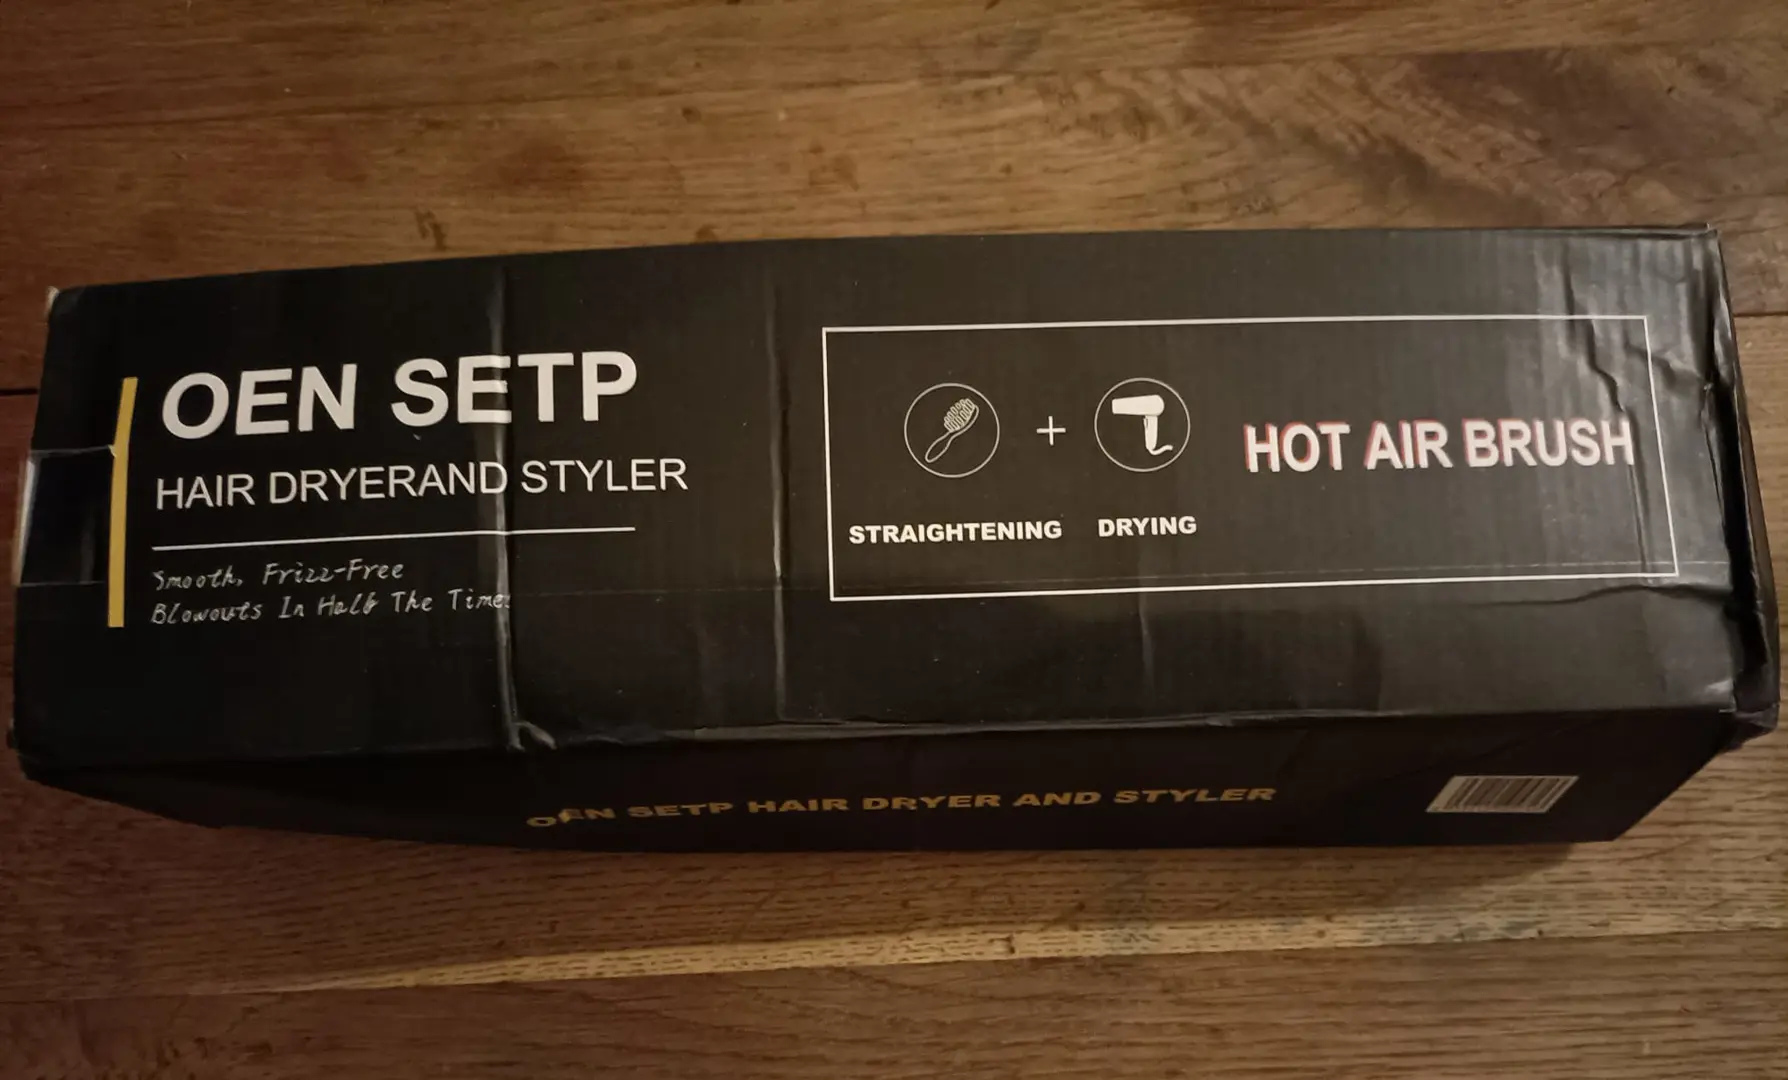 OEN SETP
HAIR DRYERAND STYLER
Smooth, Frizz-Free
Blowouts In Half The Time
STRAIGHTENING
+
DRYING
HOT AIR BRUSH
OEN SETP HAIR DRYER AND STYLER